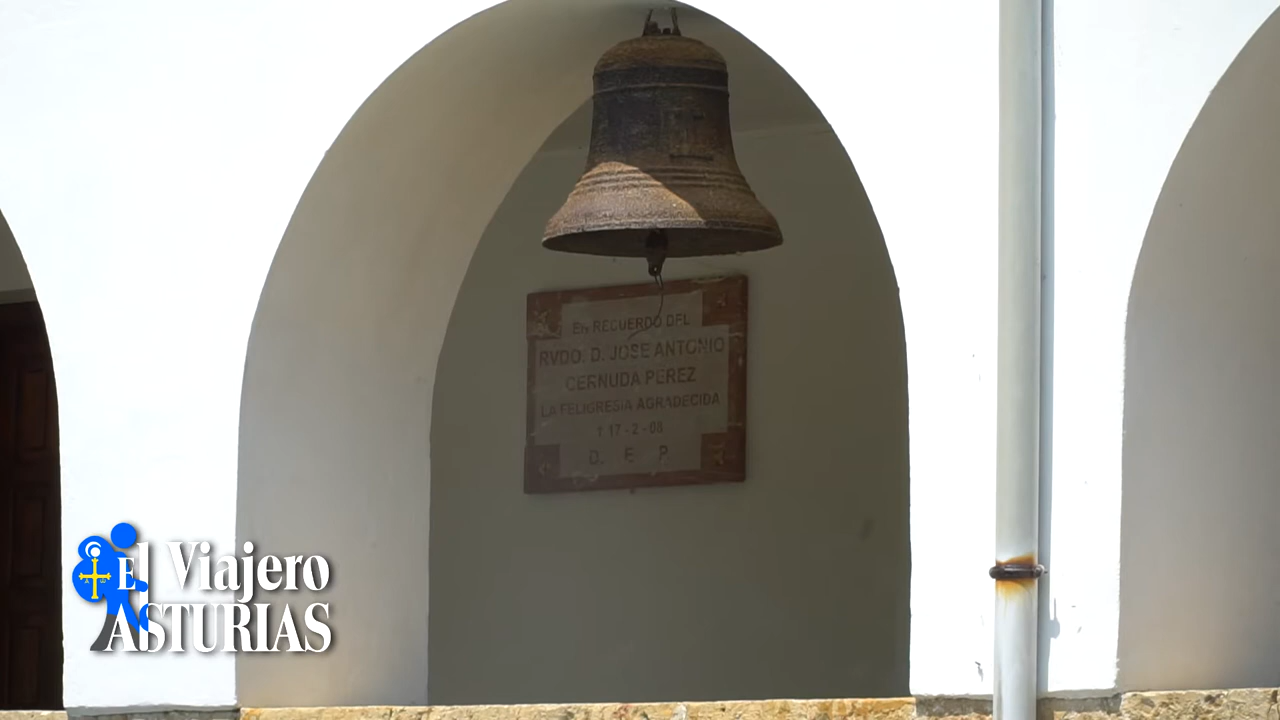 EN RECUERDO DEL
RVDO. D. JOSE ANTONIO
CERNUDA PEREZ
LA FELIGRESIA AGRADECIDA
† 17 - 2 - 08
D. E P
El Viajero
ASTURIAS